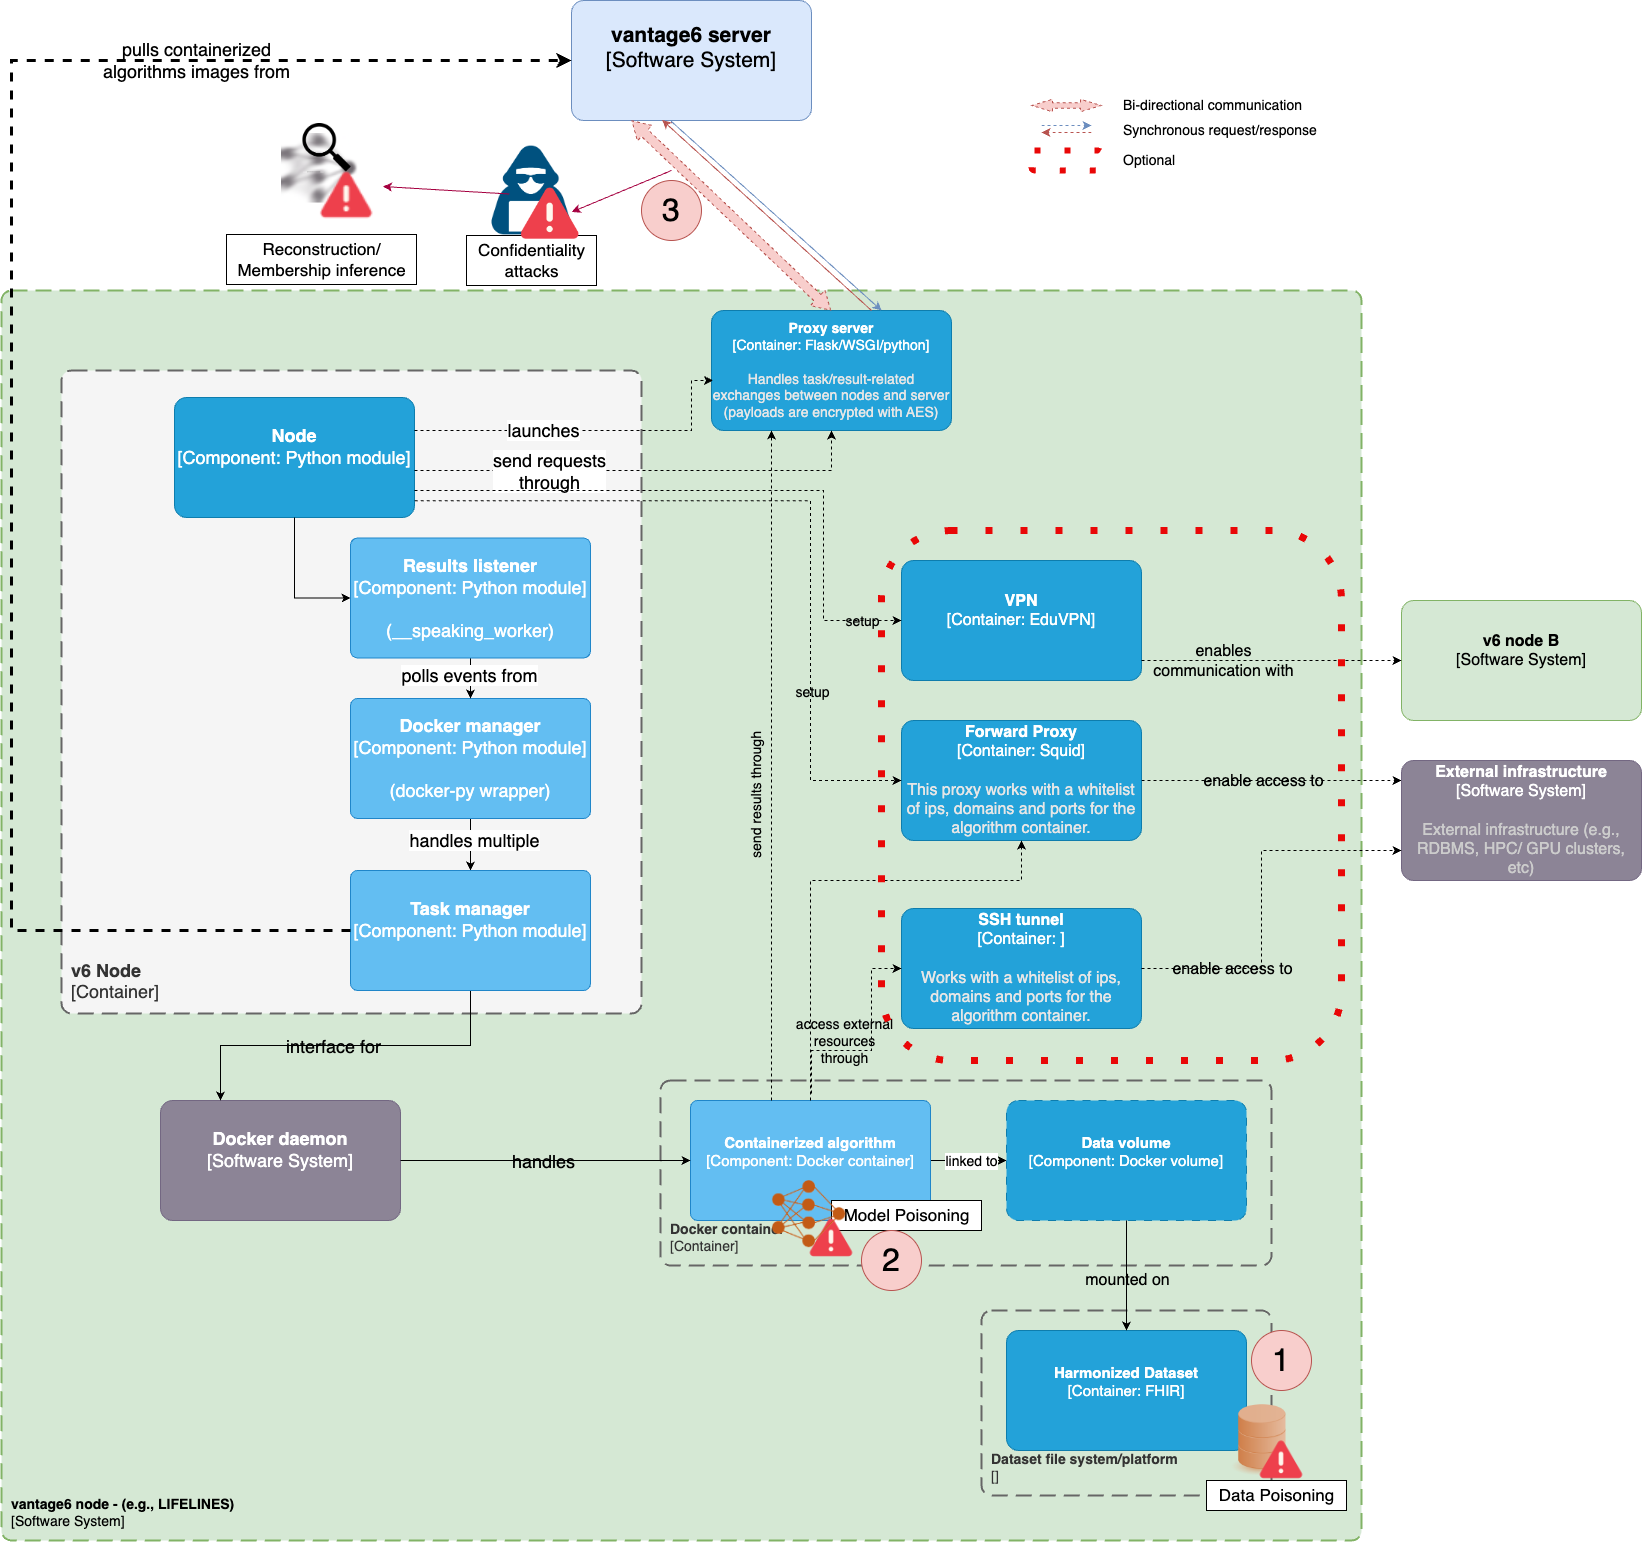 vantage6 server
[Software System]
pulls containerized
algorithms images from
Bi-directional communication
Synchronous request/response
Optional
3
Reconstruction/
Membership inference
Confidentiality
attacks
Proxy server
[Container: Flask/WSGI/python]
Handles task/result-related
exchanges between nodes and server
(payloads are encrypted with AES)
Node
[Component: Python module]
launches
send requests
through
Results listener
[Component: Python module]
(__speaking_worker)
polls events from
Docker manager
[Component: Python module]
(docker-py wrapper)
handles multiple
Task manager
[Component: Python module]
v6 Node
[Container]
interface for
setup
setup
send results through
VPN
[Container: EduVPN]
enables
communication with
v6 node B
[Software System]
Forward Proxy
[Container: Squid]
This proxy works with a whitelist
of ips, domains and ports for the
algorithm container.
enable access to
External infrastructure
[Software System]
External infrastructure (e.g.,
RDBMS, HPC/ GPU clusters,
etc)
SSH tunnel
[Container: ]
Works with a whitelist of ips,
domains and ports for the
algorithm container.
enable access to
access external
resources
through
Docker daemon
[Software System]
handles
Containerized algorithm
[Component: Docker container]
linked to
Data volume
[Component: Docker volume]
Model Poisoning
Docker container
[Container]
2
mounted on
Harmonized Dataset
[Container: FHIR]
1
Dataset file system/platform
[]
Data Poisoning
vantage6 node - (e.g., LIFELINES)
[Software System]